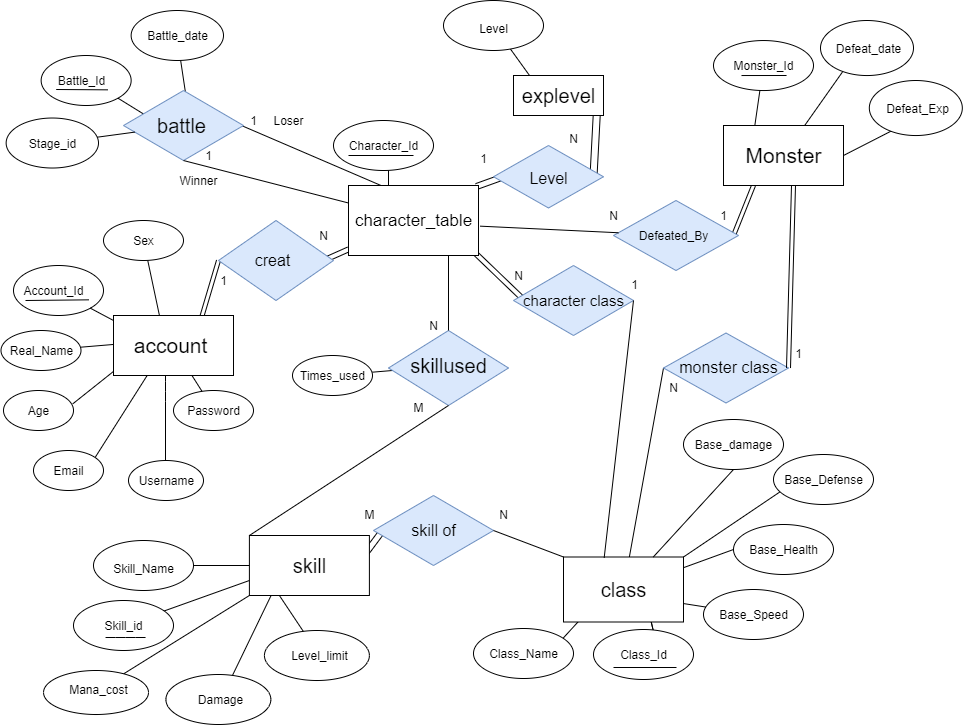 Battle_date
Level
Defeat_date
Monster_Id
Battle_Id
explevel
Defeat_Exp
battle
1
Loser
Stage_id
Character_Id
N
Monster
1
1
Winner
Level
character_table
N
1
Defeated_By
Sex
N
creat
1
N
1
character class
Account_Id
account
Real_Name
N
skillused
1
monster class
Times_used
N
Age
Password
M
Base_damage
Email
Username
Base_Defense
M
N
skill of
Base_Health
Skill_Name
skill
class
Base_Speed
Skill_id
Class_Name
Class_Id
Level_limit
Mana_cost
Damage